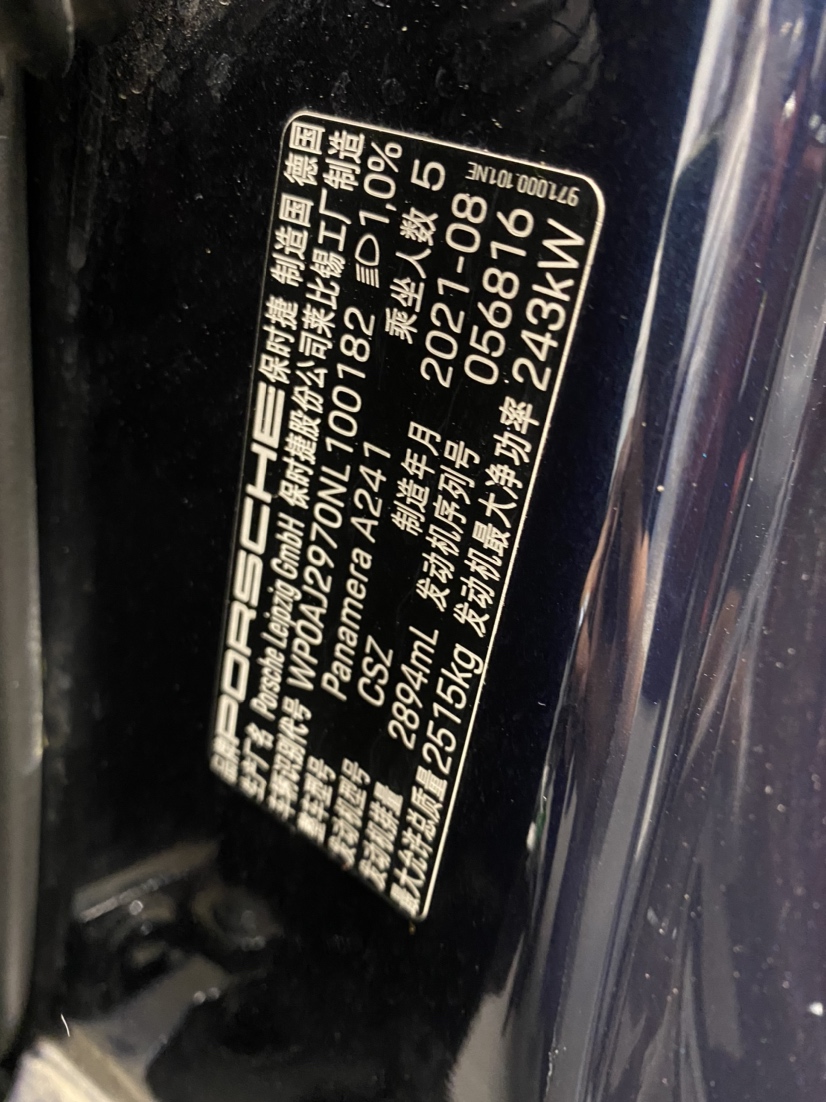 品牌 PORSCHE 保时捷 制造国 德国
生产厂名 Porsche Leipzig GmbH 保时捷股份公司莱比锡工厂制造
车辆识别代号 WP0AJ2970NL100182 1,0%
整车型号 Panamera A241 乘坐人数 5
发动机型号 CSZ 制造年月 2021-08
发动机排量 2894mL 发动机序列号 056816
最大允许总质量 2515kg 发动机最大净功率 243kW
971.000.101.NE